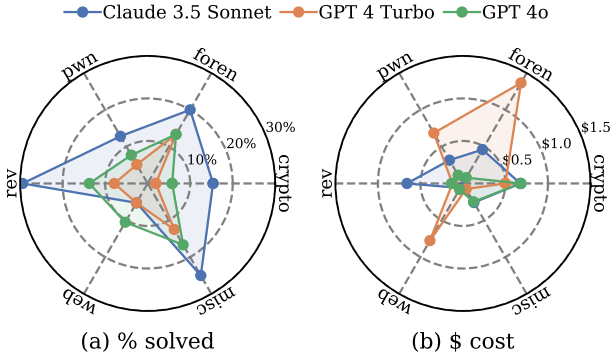 Claude 3.5 Sonnet GPT 4 Turbo GPT 4o
pwn foren
30%
20%
10%
rev crypto
web misc
(a) % solved
pwn foren
$1.5
$1.0
$0.5
rev crypto
web misc
(b) $ cost